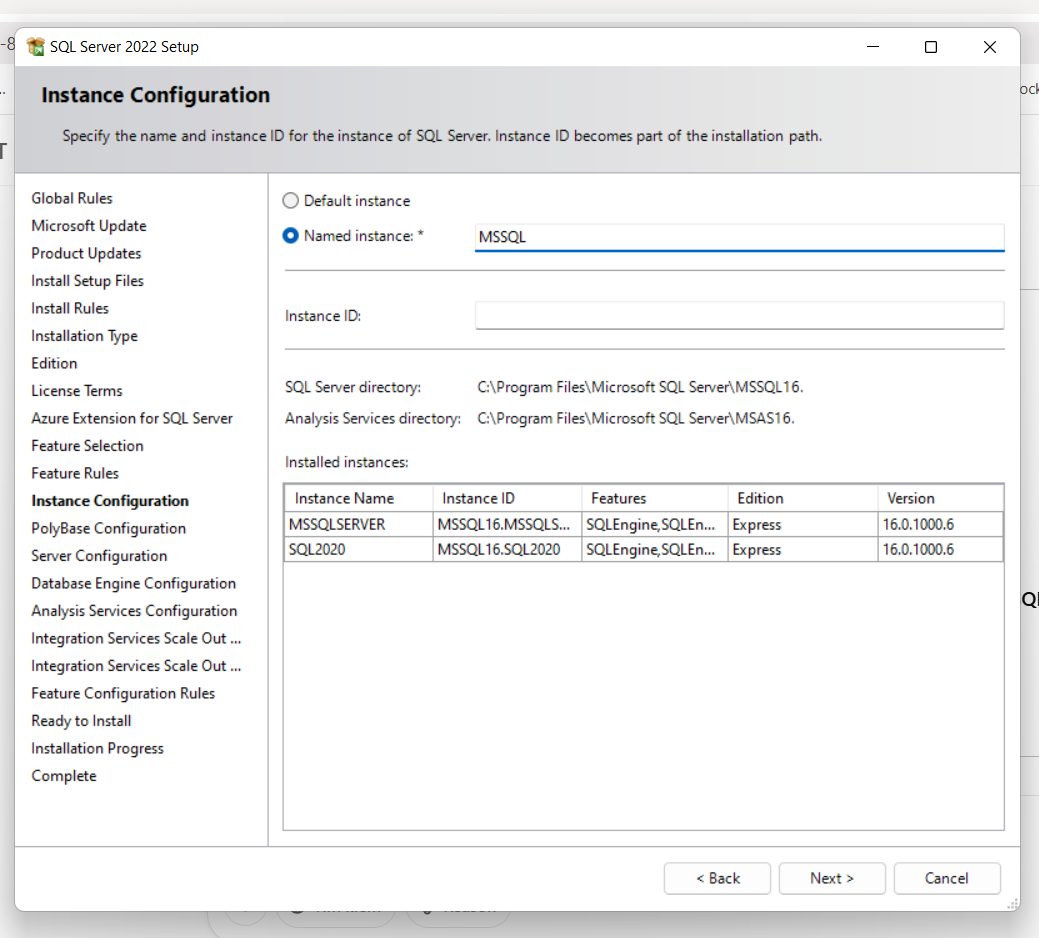 SQL Server 2022 Setup
Instance Configuration
Specify the name and instance ID for the instance of SQL Server. Instance ID becomes part of the installation path.
Global Rules
Microsoft Update
Product Updates
Install Setup Files
Install Rules
Installation Type
Edition
License Terms
Azure Extension for SQL Server
Feature Selection
Feature Rules
Instance Configuration
PolyBase Configuration
Server Configuration
Database Engine Configuration
Analysis Services Configuration
Integration Services Scale Out ...
Integration Services Scale Out ...
Feature Configuration Rules
Ready to Install
Installation Progress
Complete
Default instance
Named instance: * MSSQL
Instance ID:
SQL Server directory: C:\Program Files\Microsoft SQL Server\MSSQL16.
Analysis Services directory: C:\Program Files\Microsoft SQL Server\MSAS16.
Installed instances:
Instance Name Instance ID Features Edition Version
MSSQLSERVER MSSQL16.MSSQLS... SQLEngine,SQLEn... Express 16.0.1000.6
SQL2020 MSSQL16.SQL2020 SQLEngine,SQLEn... Express 16.0.1000.6
< Back Next > Cancel